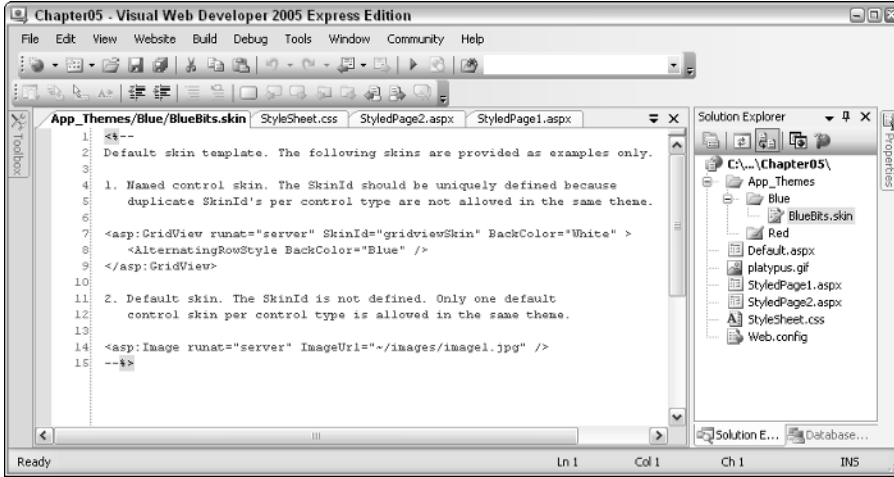 Chapter05 - Visual Web Developer 2005 Express Edition
File Edit View Website Build Debug Tools Window Community Help
App_Themes/Blue/BlueBits.skin StyleSheet.css StyledPage2.aspx StyledPage1.aspx
Toolbox
1 <%--
2 Default skin template. The following skins are provided as examples only.
3
4 1. Named control skin. The SkinId should be uniquely defined because
5 duplicate SkinId's per control type are not allowed in the same theme.
6
7 <asp:GridView runat="server" SkinId="gridviewSkin" BackColor="White" >
8 <AlternatingRowStyle BackColor="Blue" />
9 </asp:GridView>
10
11 2. Default skin. The SkinId is not defined. Only one default
12 control skin per control type is allowed in the same theme.
13
14 <asp:Image runat="server" ImageUrl="~/images/image1.jpg" />
15 --%>
Solution Explorer
C:\...\Chapter05\
App_Themes
Blue
BlueBits.skin
Red
Default.aspx
platypus.gif
StyledPage1.aspx
StyledPage2.aspx
StyleSheet.css
Web.config
Solution E... Database...
Properties
Ready Ln 1 Col 1 Ch 1 INS